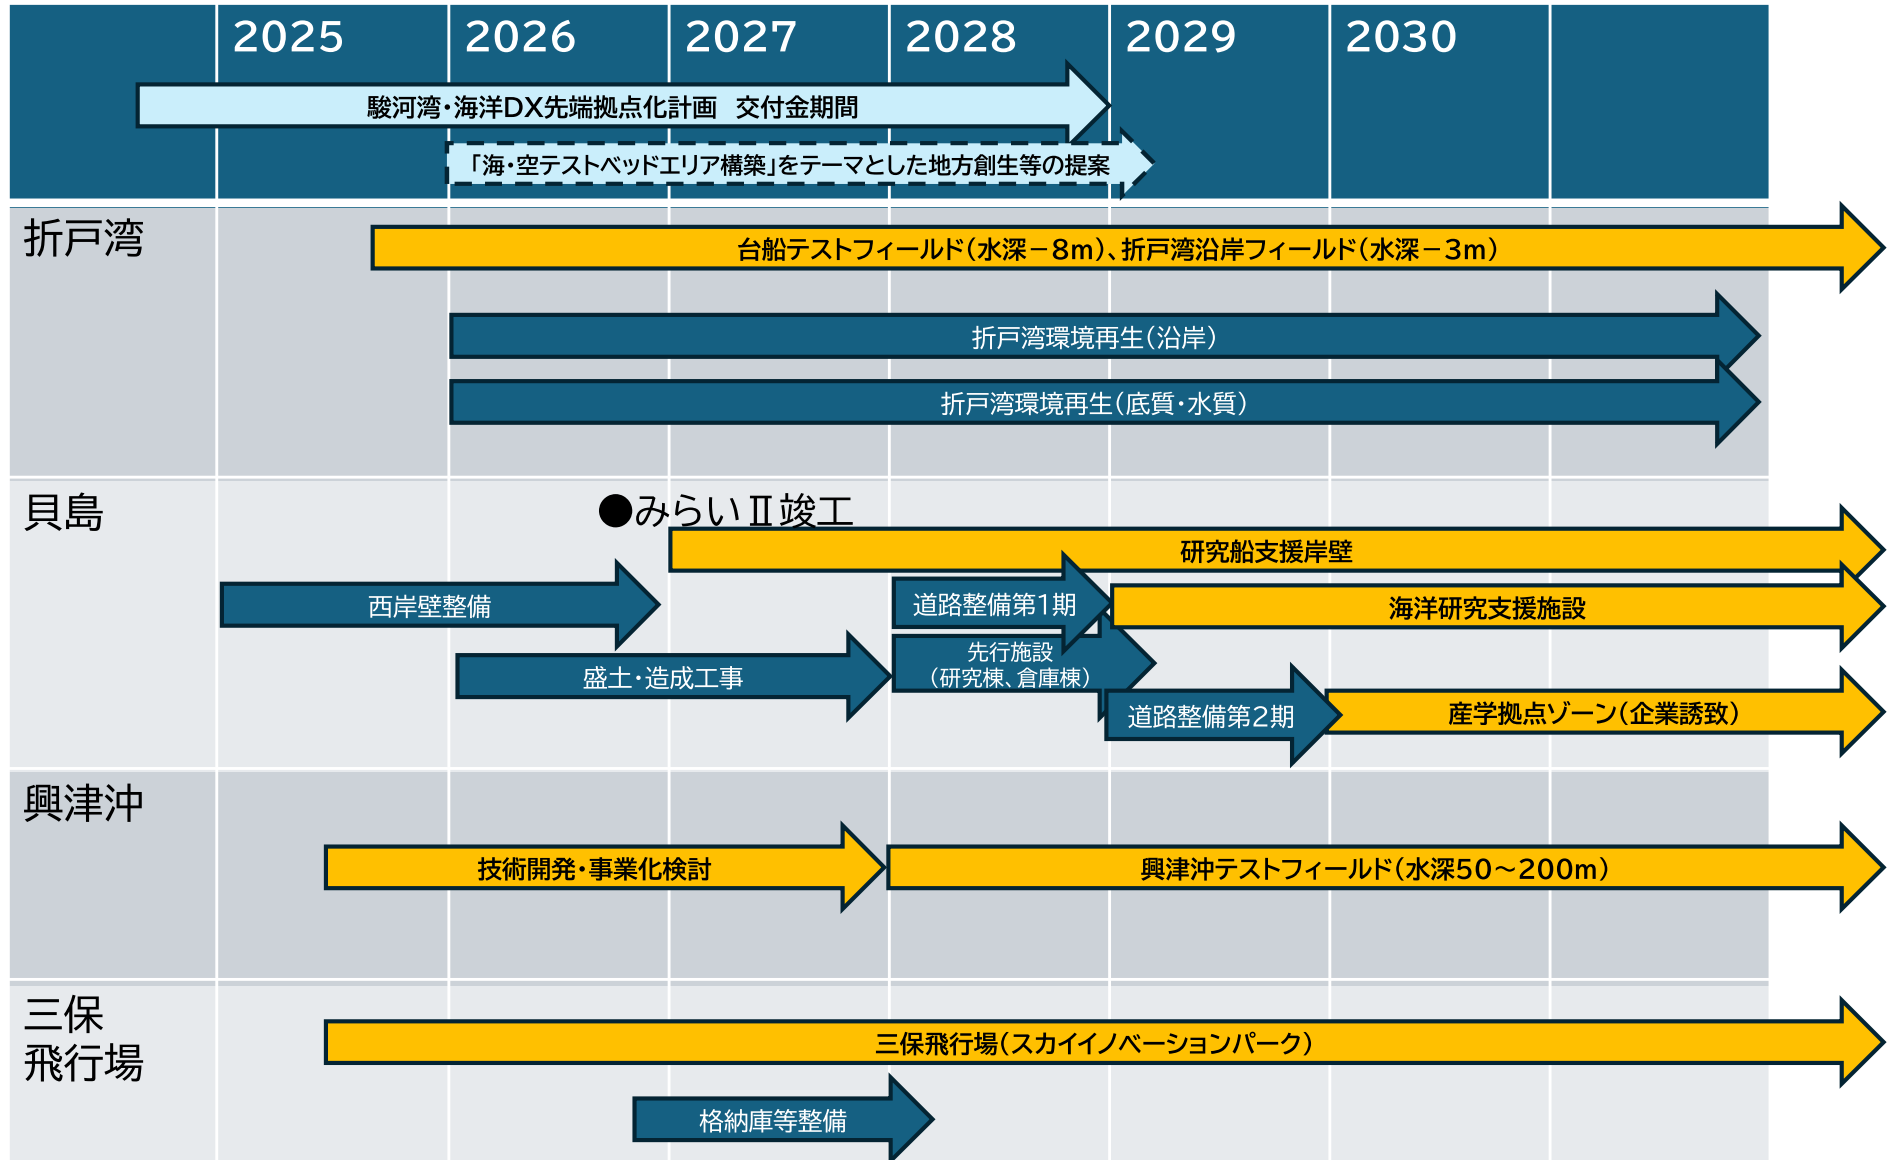 2025 2026 2027 2028 2029 2030
駿河湾・海洋DX先端拠点化計画　交付金期間
「海・空テストベッドエリア構築」をテーマとした地方創生等の提案
折戸湾
台船テストフィールド（水深－8m）、折戸湾沿岸フィールド（水深－3m）
折戸湾環境再生（沿岸）
折戸湾環境再生（底質・水質）
貝島
●みらいⅡ竣工
研究船支援岸壁
西岸壁整備
道路整備第1期
海洋研究支援施設
盛土・造成工事
先行施設
（研究棟、倉庫棟）
道路整備第2期
産学拠点ゾーン（企業誘致）
興津沖
技術開発・事業化検討
興津沖テストフィールド（水深50～200m）
三保
飛行場
三保飛行場（スカイイノベーションパーク）
格納庫等整備